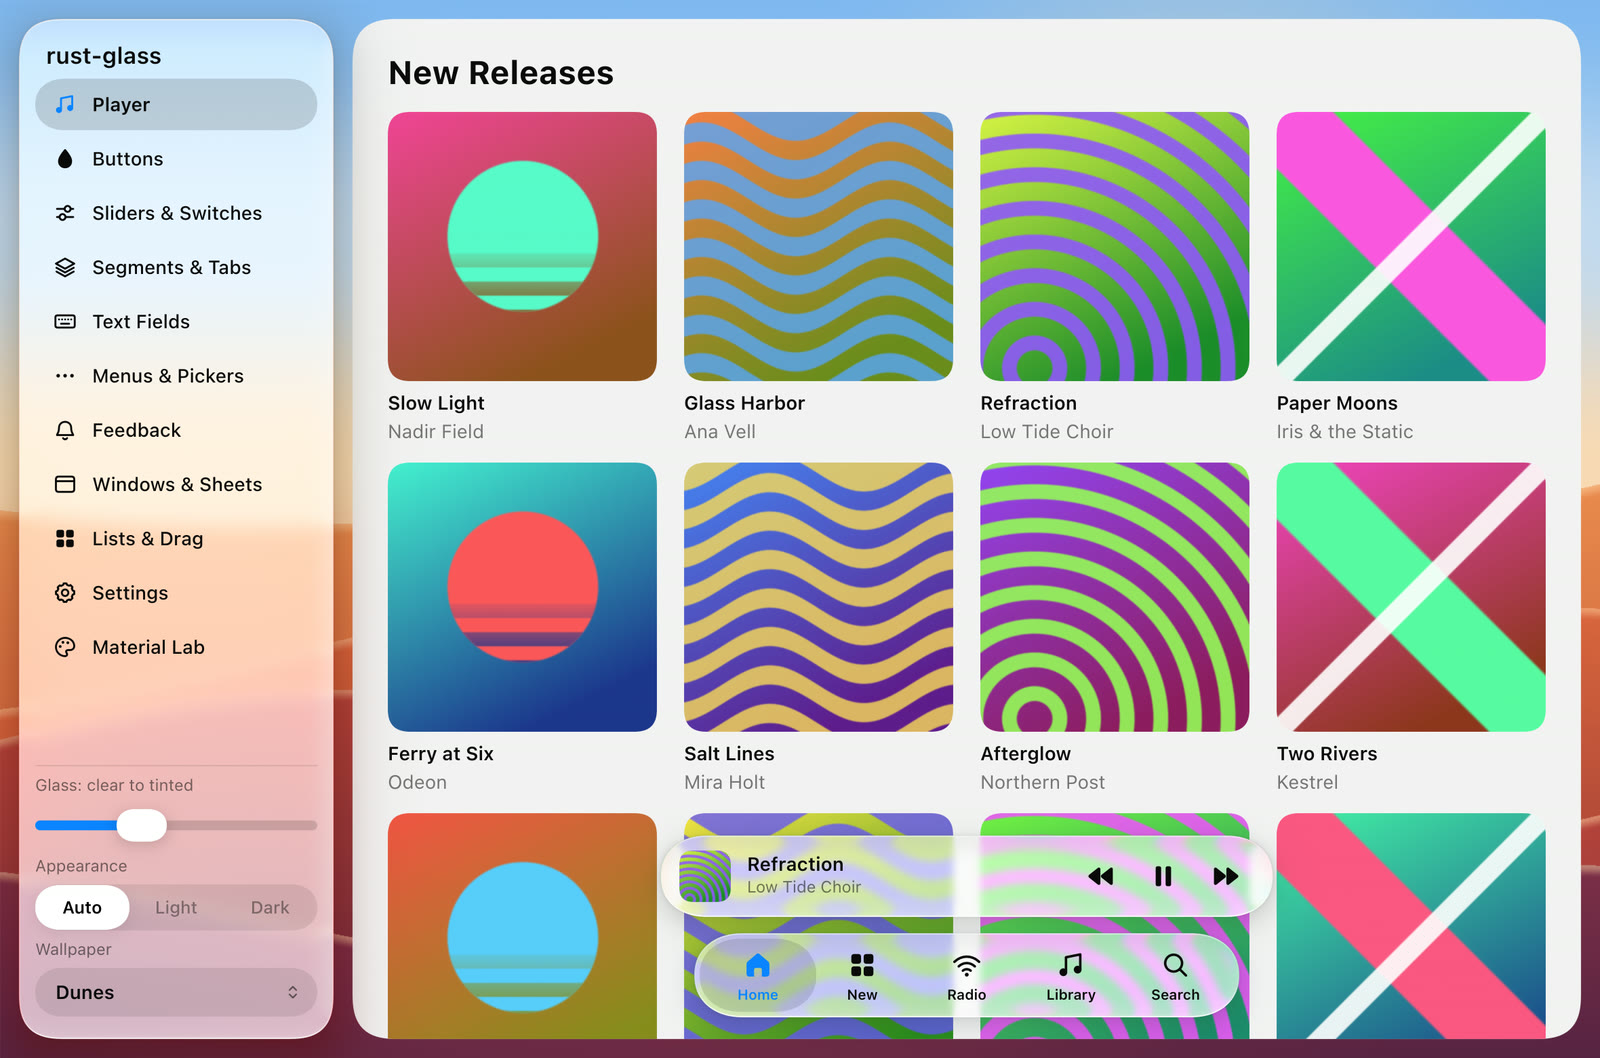 rust-glass
Player
Buttons
Sliders & Switches
Segments & Tabs
Text Fields
Menus & Pickers
Feedback
Windows & Sheets
Lists & Drag
Settings
Material Lab
Glass: clear to tinted
Appearance
Auto
Light
Dark
Wallpaper
Dunes
New Releases
Slow Light
Nadir Field
Glass Harbor
Ana Vell
Refraction
Low Tide Choir
Paper Moons
Iris & the Static
Ferry at Six
Odeon
Salt Lines
Mira Holt
Afterglow
Northern Post
Two Rivers
Kestrel
Refraction
Low Tide Choir
Home
New
Radio
Library
Search